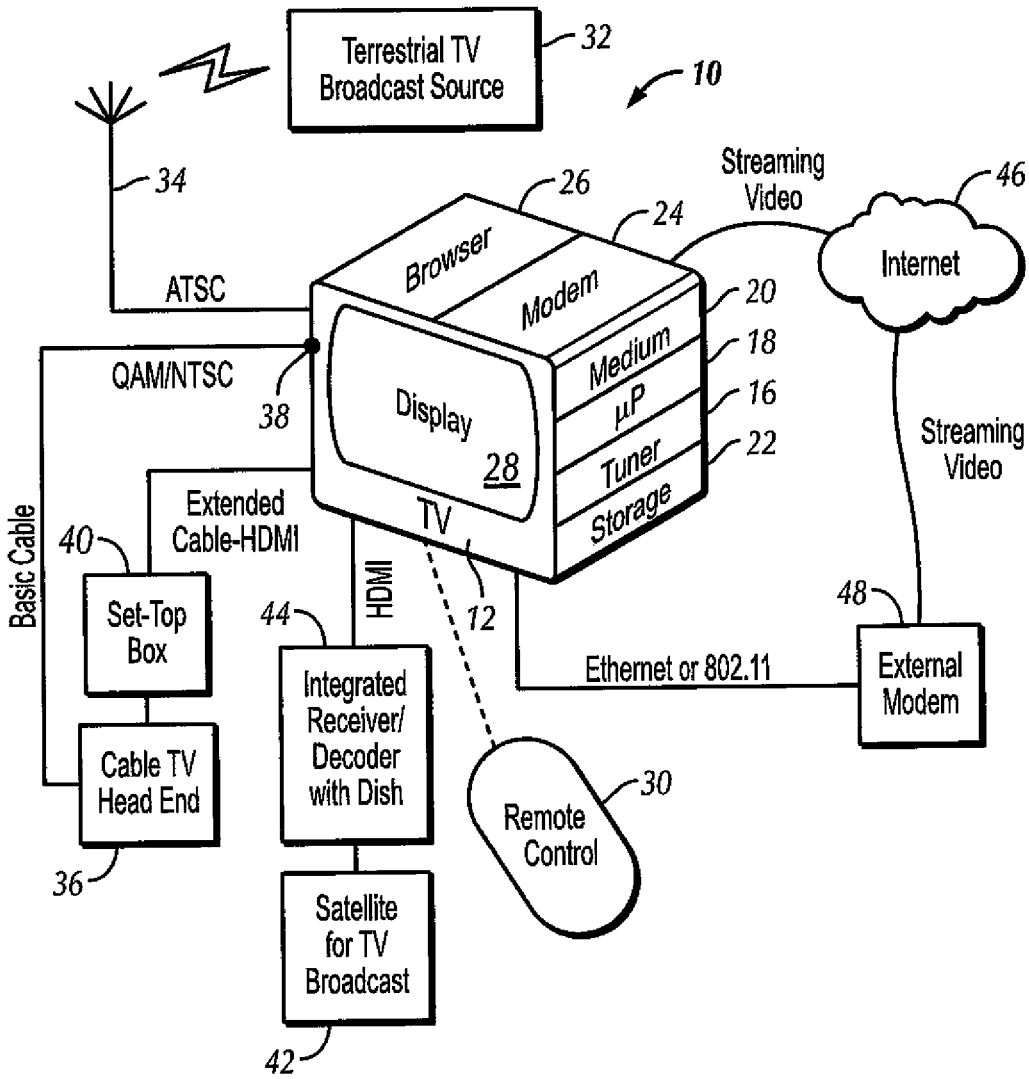 Terrestrial TV
Broadcast Source
32
10
34
26
24
Streaming
Video
46
Internet
Browser
Modem
ATSC
20
Medium
18
QAM/NTSC
38
Display
28
μP
16
Tuner
22
Storage
TV
12
Streaming
Video
Extended
Cable-HDMI
40
Basic Cable
Set-Top
Box
HDMI
44
48
Integrated
Receiver/
Decoder
with Dish
Ethernet or 802.11
External
Modem
Cable TV
Head End
36
30
Remote
Control
Satellite
for TV
Broadcast
42